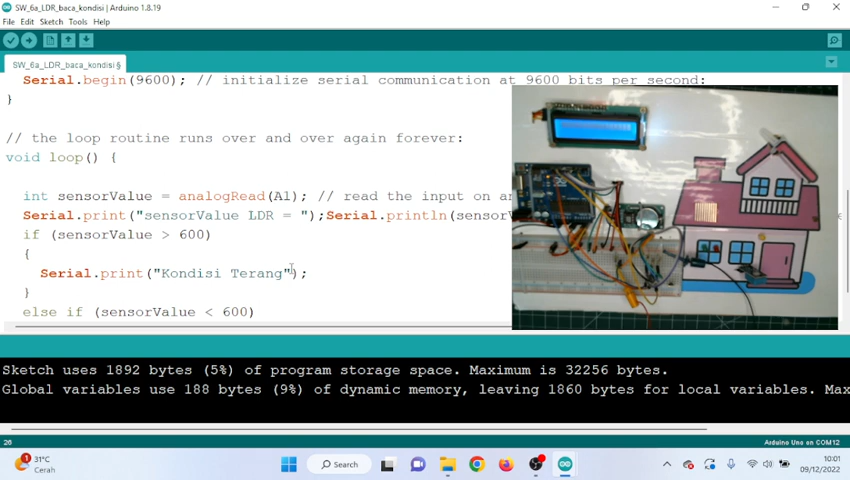 SW_6a_LDR_baca_kondisi | Arduino 1.8.19
File Edit Sketch Tools Help
SW_6a_LDR_baca_kondisi §
Serial.begin(9600); // initialize serial communication at 9600 bits per second:
}
// the loop routine runs over and over again forever:
void loop() {
int sensorValue = analogRead(A1); // read the input on an
Serial.print("sensorValue LDR = ");Serial.println(sensorV
if (sensorValue > 600)
{
Serial.print("Kondisi Terang");
}
else if (sensorValue < 600)
Sketch uses 1892 bytes (5%) of program storage space. Maximum is 32256 bytes.
Global variables use 188 bytes (9%) of dynamic memory, leaving 1860 bytes for local variables. Max
26
Arduino Uno on COM12
1
31°C
Cerah
Search
10:01
09/12/2022